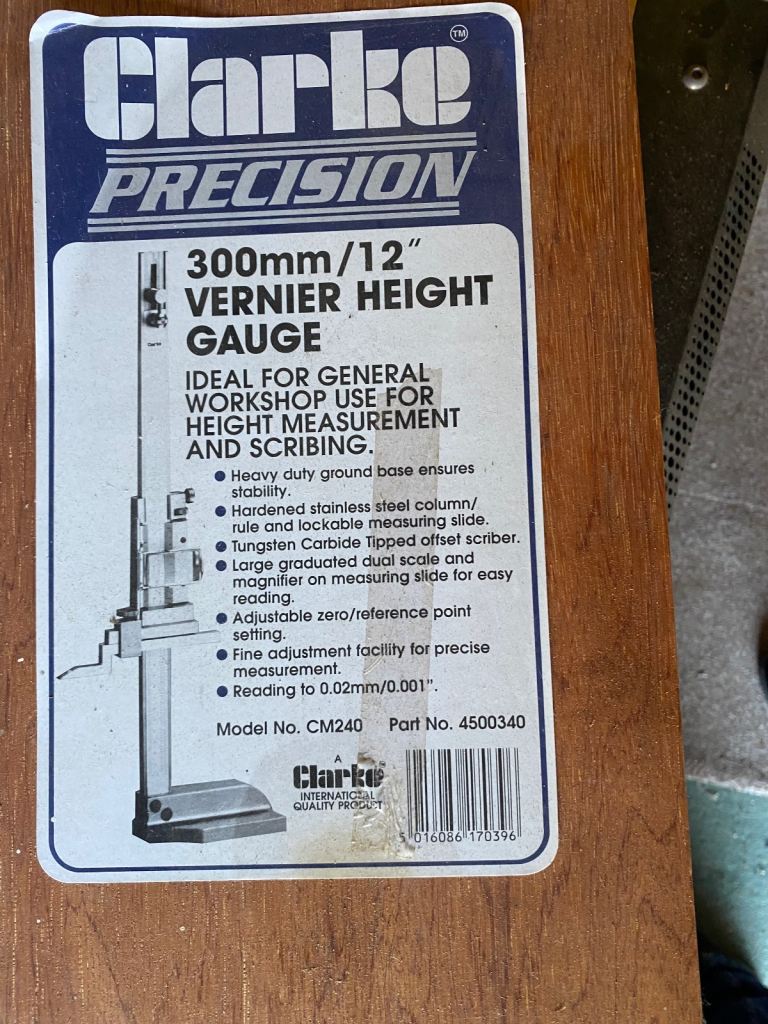 Clarke™
PRECISION
300mm/12"
VERNIER HEIGHT
GAUGE
IDEAL FOR GENERAL
WORKSHOP USE FOR
HEIGHT MEASUREMENT
AND SCRIBING.
● Heavy duty ground base ensures
stability.
● Hardened stainless steel column/
rule and lockable measuring slide.
● Tungsten Carbide Tipped offset scriber.
● Large graduated dual scale and
magnifier on measuring slide for easy
reading.
● Adjustable zero/reference point
setting.
● Fine adjustment facility for precise
measurement.
● Reading to 0.02mm/0.001".
Model No. CM240 Part No. 4500340
A
Clarke™
INTERNATIONAL
QUALITY PRODUCT
5 016086 170396
Clarke